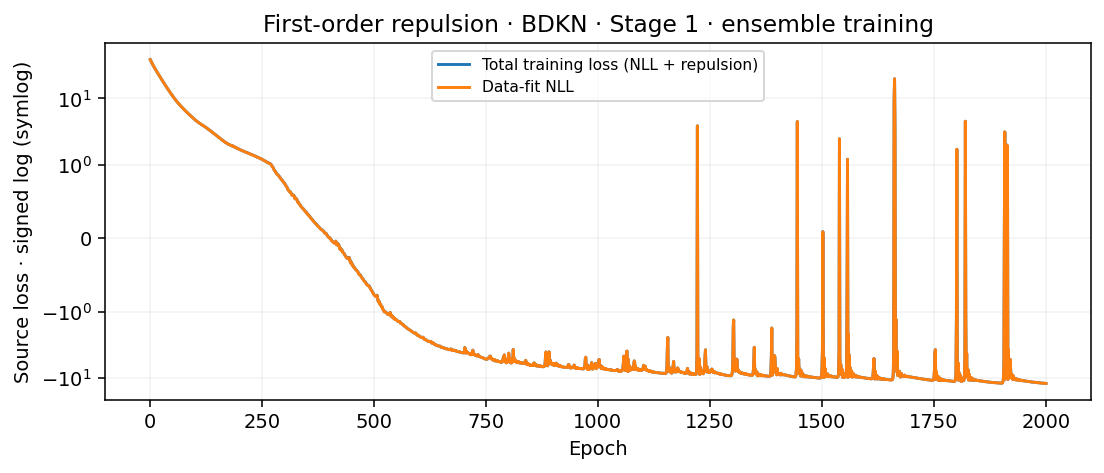 First-order repulsion · BDKN · Stage 1 · ensemble training
Total training loss (NLL + repulsion)
Data-fit NLL
Source loss · signed log (symlog)
10¹
10⁰
0
−10⁰
−10¹
0 250 500 750 1000 1250 1500 1750 2000
Epoch